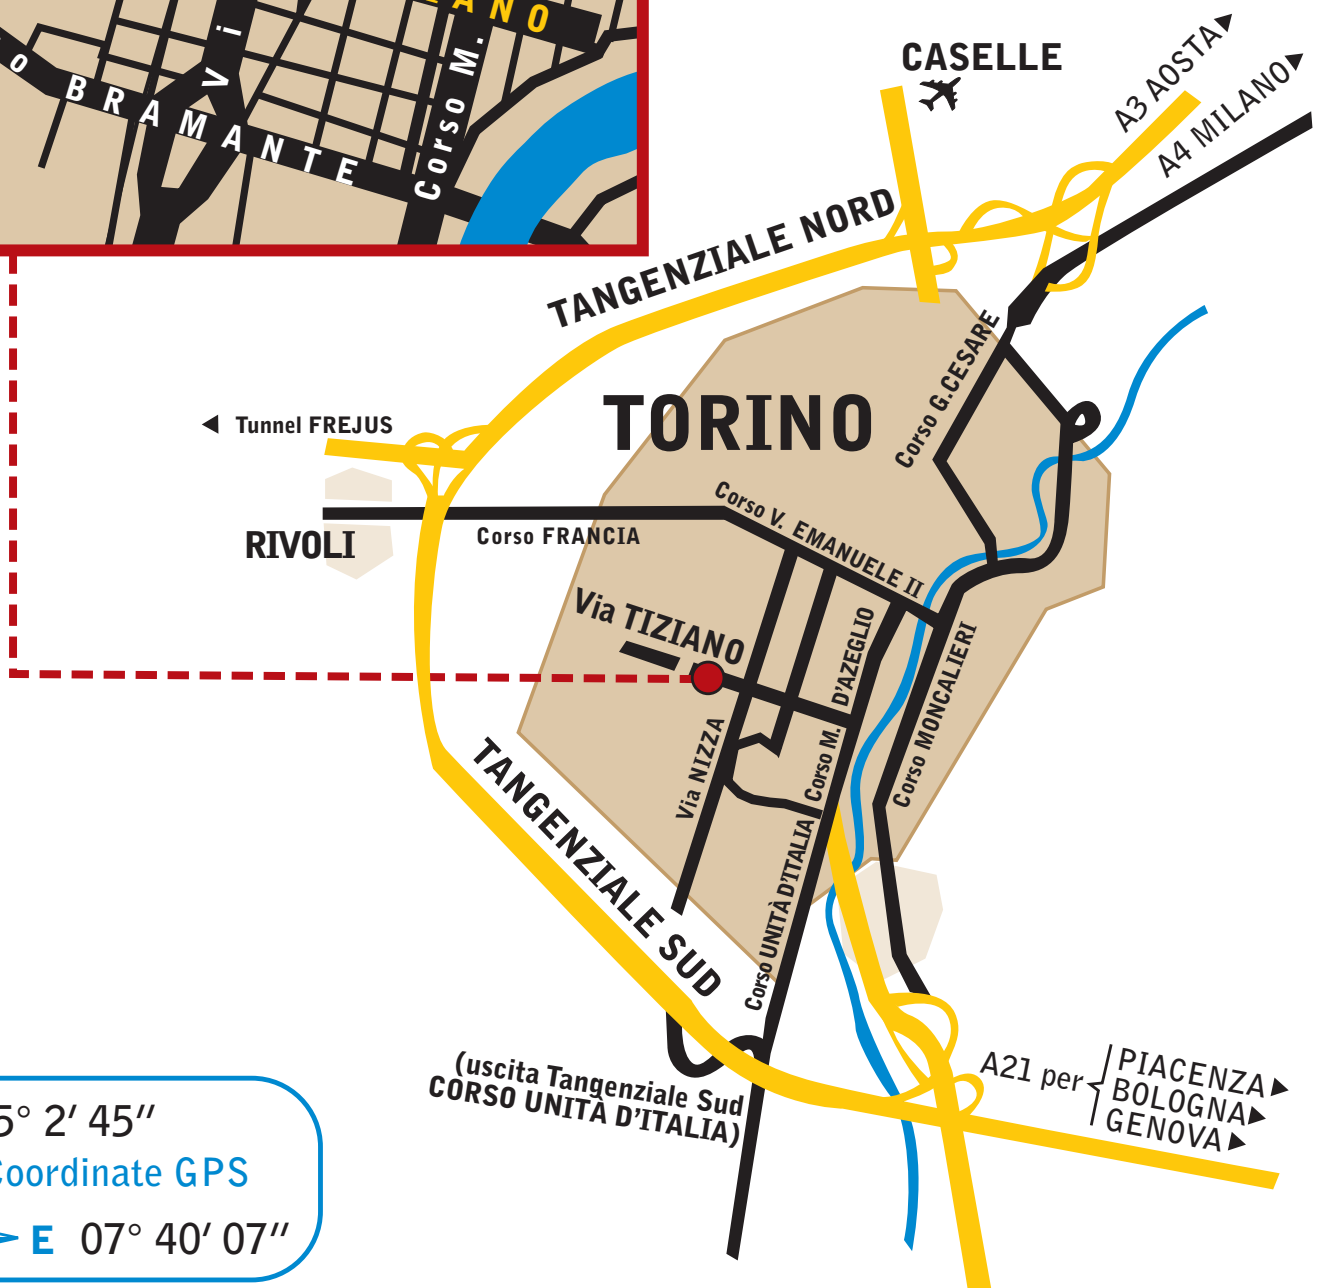 BRAMANTE
Vi
Corso M.
CASELLE
A3 AOSTA
A4 MILANO
TANGENZIALE NORD
Corso G.CESARE
TORINO
Tunnel FREJUS
RIVOLI
Corso FRANCIA
Corso V. EMANUELE II
Via TIZIANO
D'AZEGLIO
Corso M.
Corso MONCALIERI
Via NIZZA
TANGENZIALE SUD
Corso UNITÀ D'ITALIA
(uscita Tangenziale Sud
CORSO UNITÀ D'ITALIA)
A21 per
PIACENZA
BOLOGNA
GENOVA
5° 2' 45"
Coordinate GPS
E 07° 40' 07"